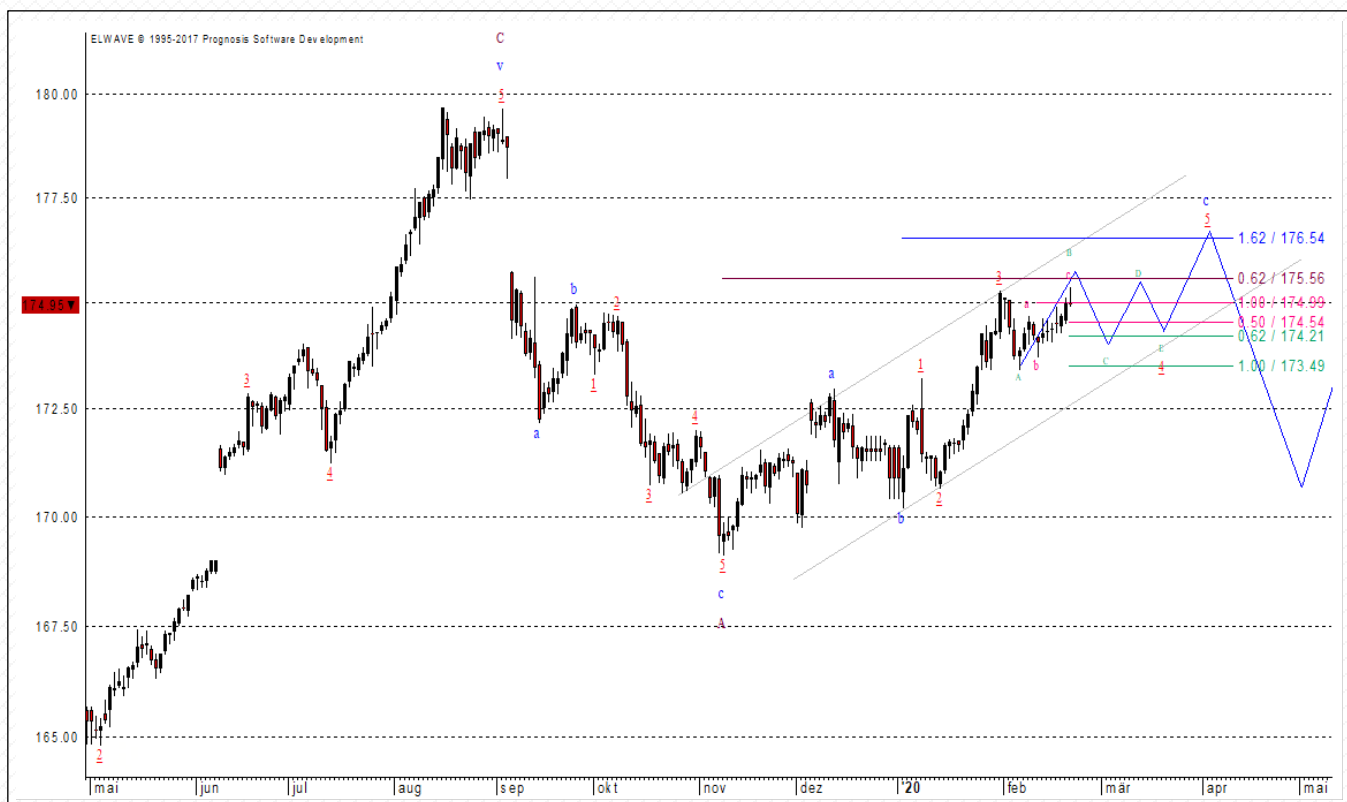 ELWAVE © 1995-2017 Prognosis Software Development
C
v
5
180.00
177.50
c
5
B
1.62 / 176.54
D
3
c
0.62 / 175.56
b
2
a
174.95▼
1.00 / 174.99
0.50 / 174.54
0.62 / 174.21
C
E
b
A
4
1.00 / 173.49
3
1
a
1
172.50
a
4
4
3
2
170.00
b
5
c
A
167.50
165.00
2
mai
jun
jul
aug
sep
okt
nov
dez
'20
feb
mär
apr
mai